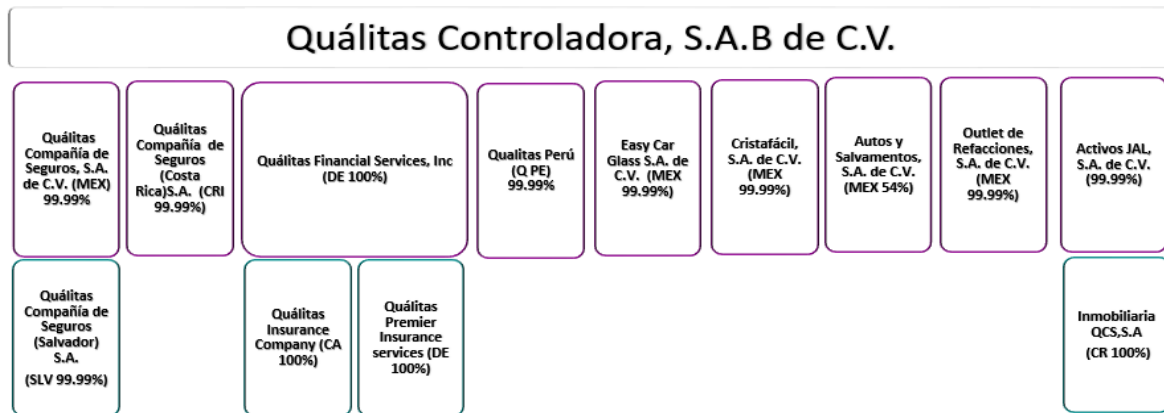 Quálitas Controladora, S.A.B de C.V.
Quálitas
Compañía de
Seguros, S.A.
de C.V. (MEX)
99.99%
Quálitas
Compañía de
Seguros
(Costa
Rica)S.A. (CRI
99.99%)
Quálitas Financial Services, Inc
(DE 100%)
Qualitas Perú
(Q PE)
99.99%
Easy Car
Glass S.A. de
C.V. (MEX
99.99%)
Cristafácil,
S.A. de C.V.
(MEX
99.99%)
Autos y
Salvamentos,
S.A. de C.V.
(MEX 54%)
Outlet de
Refacciones,
S.A. de C.V.
(MEX
99.99%)
Activos JAL,
S.A. de C.V.
(99.99%)
Quálitas
Compañía de
Seguros
(Salvador)
S.A.
(SLV 99.99%)
Quálitas
Insurance
Company (CA
100%)
Quálitas
Premier
Insurance
services (DE
100%)
Inmobiliaria
QCS,S.A
(CR 100%)